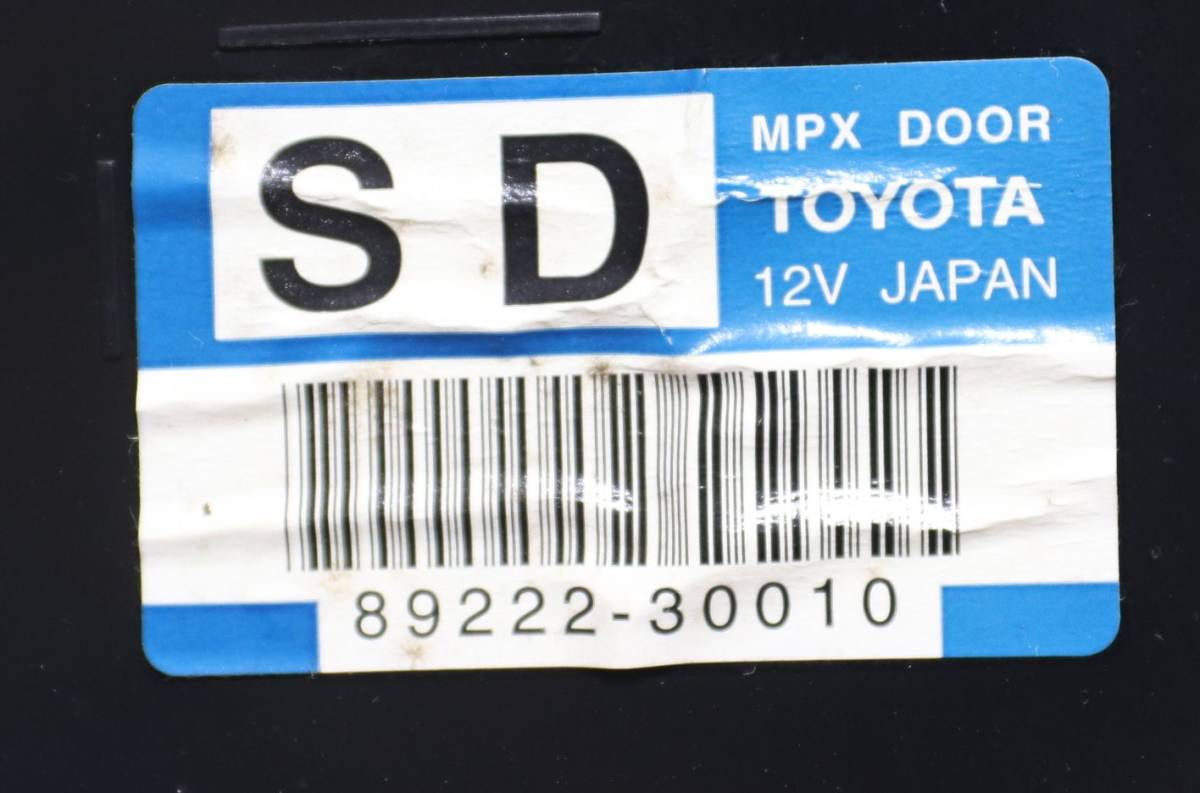 S D
MPX DOOR
TOYOTA
12V JAPAN
89222-30010